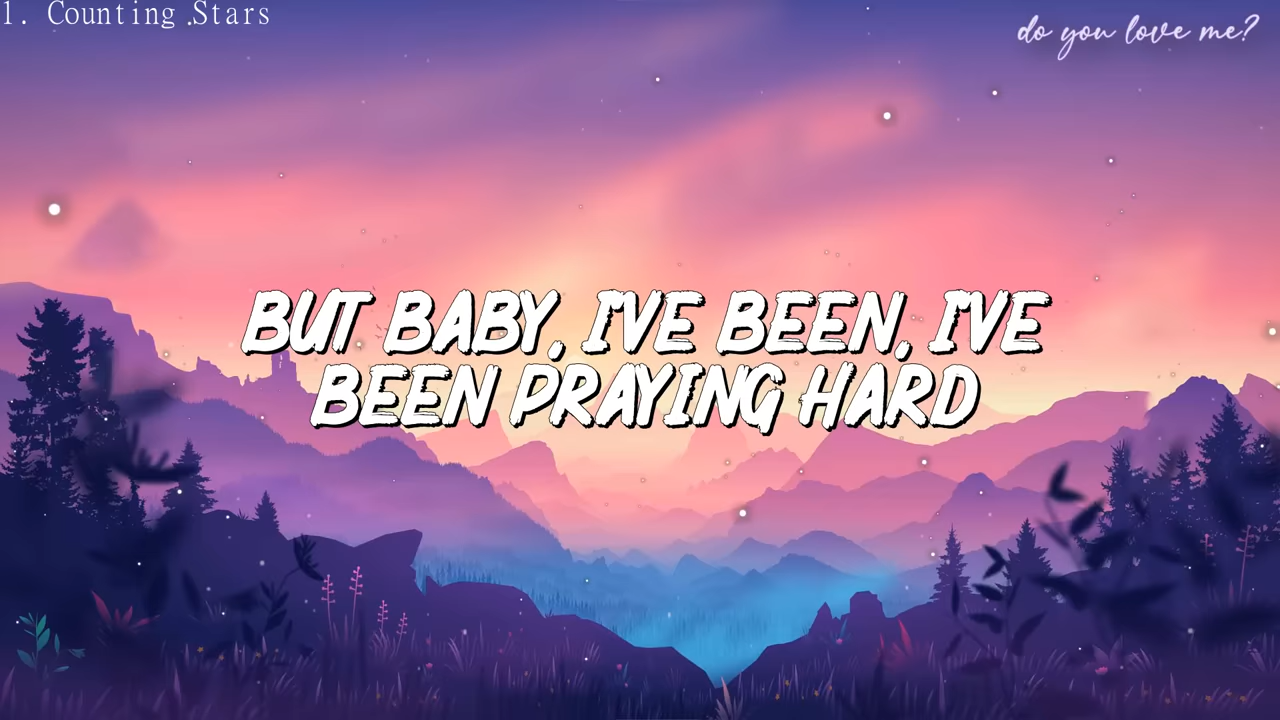 1. Counting Stars
do you love me?
BUT BABY, I'VE BEEN, I'VE
BEEN PRAYING HARD